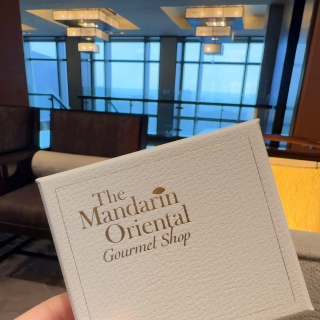 The
Mandarin
Oriental
Gourmet Shop